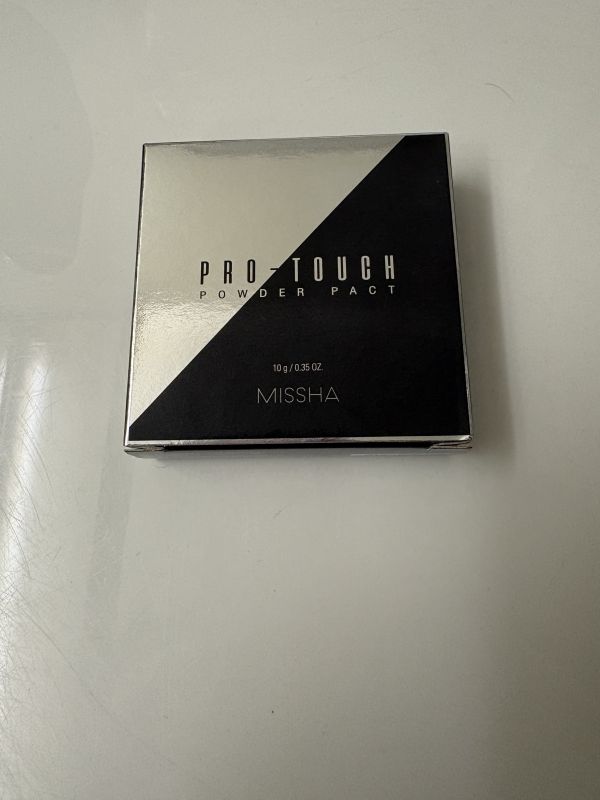 PRO-TOUCH
POWDER PACT
10 g / 0.35 OZ.
MISSHA